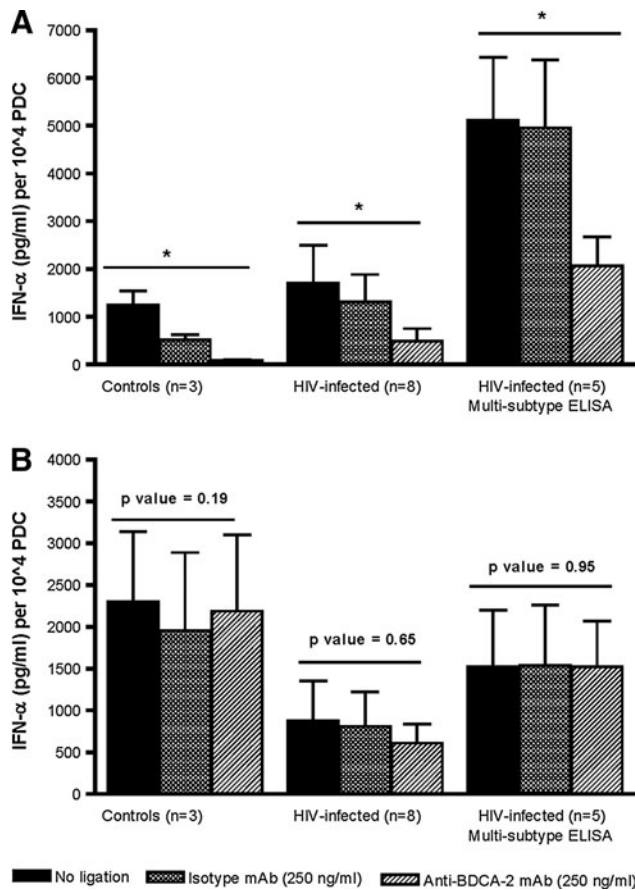 A
IFN-α (pg/ml) per 10^4 PDC
7000
6000
5000
4000
3000
2000
1000
0
*
*
*
Controls (n=3)
HIV-infected (n=8)
HIV-infected (n=5)
Multi-subtype ELISA
B
IFN-α (pg/ml) per 10^4 PDC
4000
3500
3000
2500
2000
1500
1000
500
0
p value = 0.19
p value = 0.65
p value = 0.95
Controls (n=3)
HIV-infected (n=8)
HIV-infected (n=5)
Multi-subtype ELISA
No ligation
Isotype mAb (250 ng/ml)
Anti-BDCA-2 mAb (250 ng/ml)